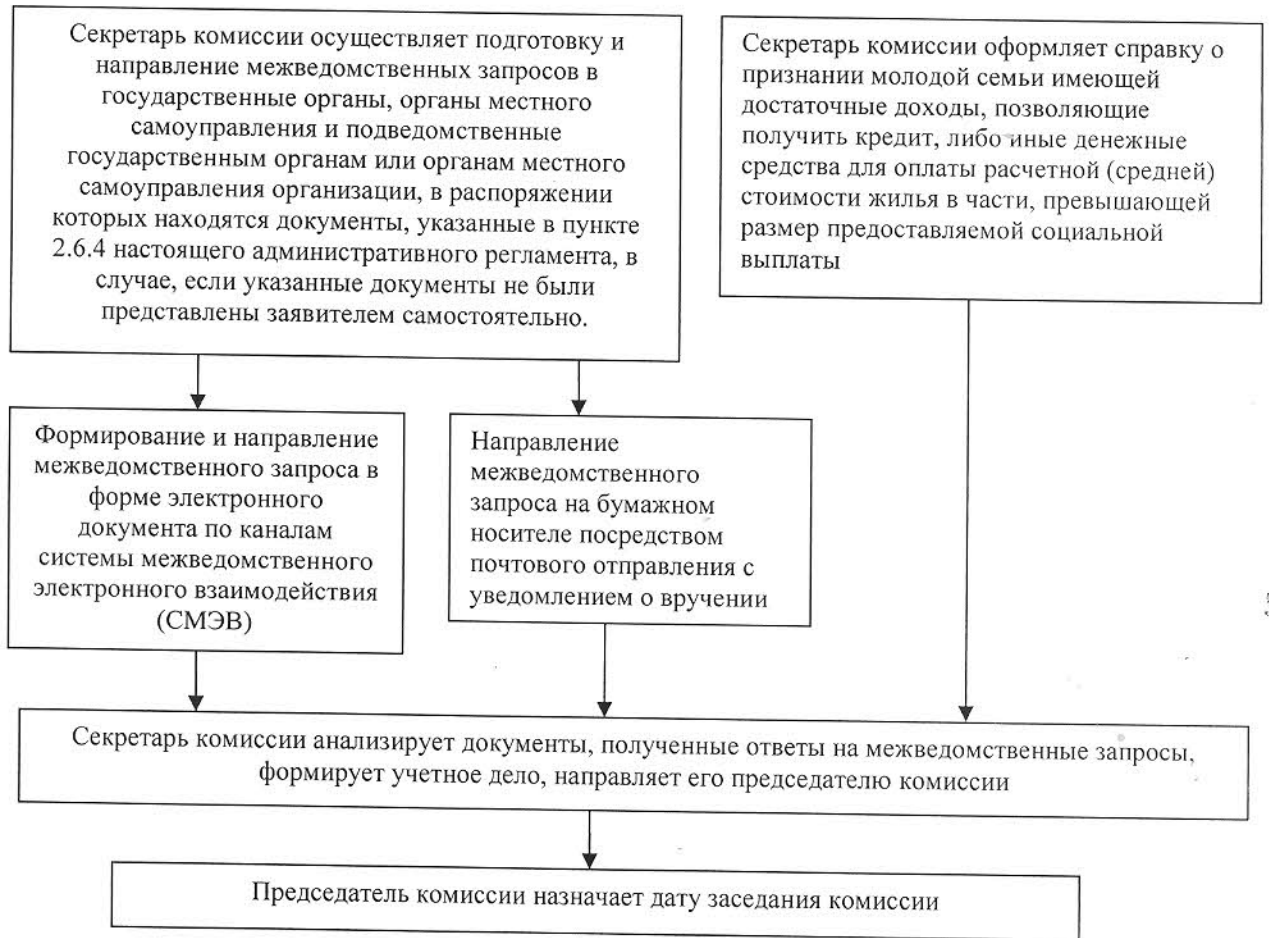 Секретарь комиссии осуществляет подготовку и
направление межведомственных запросов в
государственные органы, органы местного
самоуправления и подведомственные
государственным органам или органам местного
самоуправления организации, в распоряжении
которых находятся документы, указанные в пункте
2.6.4 настоящего административного регламента, в
случае, если указанные документы не были
представлены заявителем самостоятельно.
Секретарь комиссии оформляет справку о
признании молодой семьи имеющей
достаточные доходы, позволяющие
получить кредит, либо иные денежные
средства для оплаты расчетной (средней)
стоимости жилья в части, превышающей
размер предоставляемой социальной
выплаты
Формирование и направление
межведомственного запроса в
форме электронного
документа по каналам
системы межведомственного
электронного взаимодействия
(СМЭВ)
Направление
межведомственного
запроса на бумажном
носителе посредством
почтового отправления с
уведомлением о вручении
Секретарь комиссии анализирует документы, полученные ответы на межведомственные запросы,
формирует учетное дело, направляет его председателю комиссии
Председатель комиссии назначает дату заседания комиссии